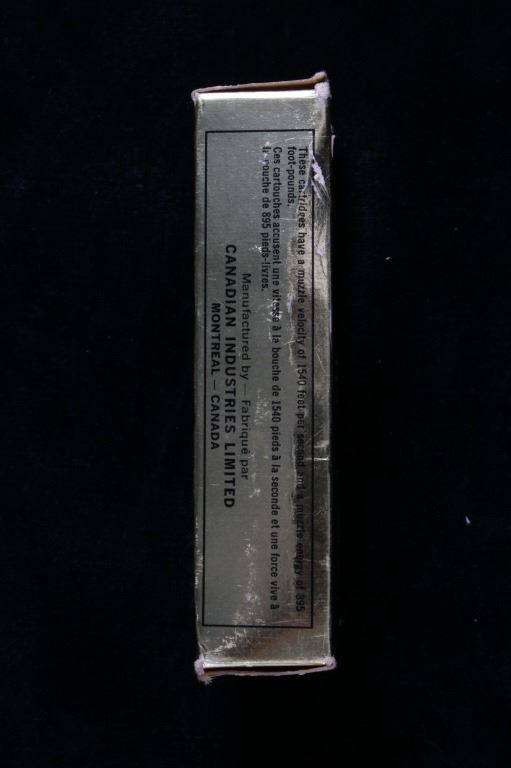 These cartridges have a muzzle velocity of 1540 feet per second and a muzzle energy of 895
foot-pounds.
Ces cartouches accusent une vitesse à la bouche de 1540 pieds à la seconde et une force vive à
la bouche de 895 pieds-livres.
Manufactured by — Fabriqué par
CANADIAN INDUSTRIES LIMITED
MONTREAL — CANADA